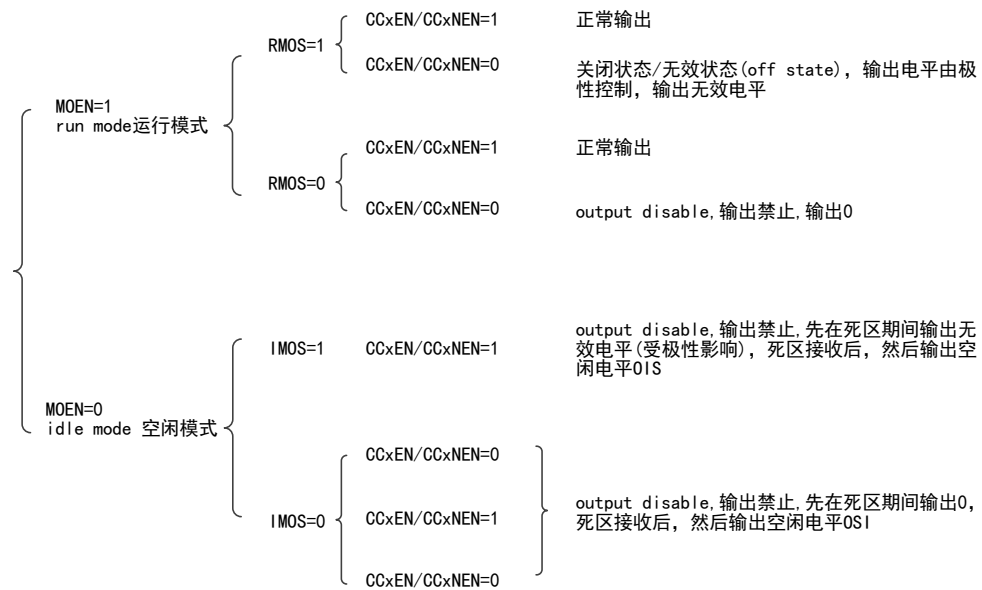 CCxEN/CCxNEN=1 正常输出
RMOS=1
CCxEN/CCxNEN=0 关闭状态/无效状态(off state), 输出电平由极
性控制, 输出无效电平
MOEN=1
run mode运行模式
CCxEN/CCxNEN=1 正常输出
RMOS=0
CCxEN/CCxNEN=0 output disable,输出禁止,输出0
IMOS=1 CCxEN/CCxNEN=1 output disable,输出禁止,先在死区期间输出无
效电平(受极性影响), 死区接收后, 然后输出空
闲电平OIS
MOEN=0
idle mode 空闲模式
CCxEN/CCxNEN=0
IMOS=0 CCxEN/CCxNEN=1 output disable,输出禁止,先在死区期间输出0,
死区接收后, 然后输出空闲电平OSI
CCxEN/CCxNEN=0